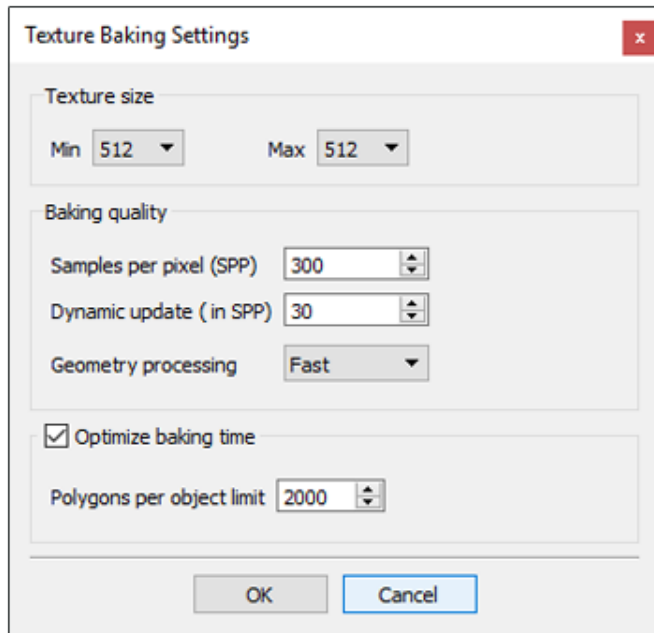 Texture Baking Settings
x
Texture size
Min 512 Max 512
Baking quality
Samples per pixel (SPP) 300
Dynamic update ( in SPP) 30
Geometry processing Fast
Optimize baking time
Polygons per object limit 2000
OK Cancel